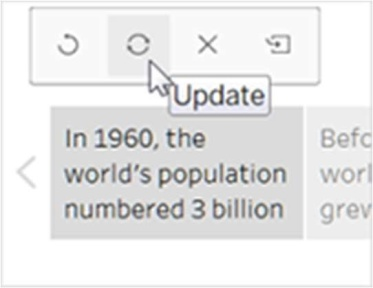 Update
In 1960, the
world's population
numbered 3 billion